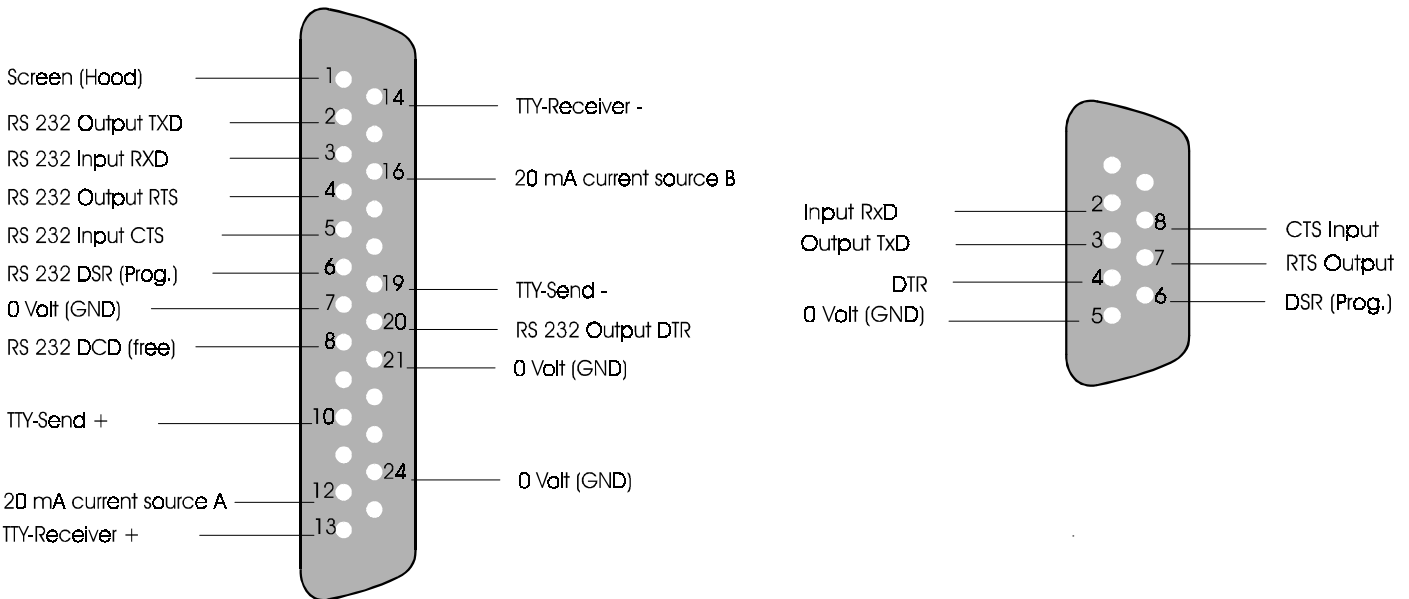 Screen (Hood)
1
RS 232 Output TXD
2
RS 232 Input RXD
3
RS 232 Output RTS
4
RS 232 Input CTS
5
RS 232 DSR (Prog.)
6
0 Volt (GND)
7
RS 232 DCD (free)
8
TTY-Send +
10
20 mA current source A
12
TTY-Receiver +
13
14
TTY-Receiver -
16
20 mA current source B
19
TTY-Send -
20
RS 232 Output DTR
21
0 Volt (GND)
24
0 Volt (GND)
Input RxD
2
Output TxD
3
DTR
4
0 Volt (GND)
5
8
CTS Input
7
RTS Output
6
DSR (Prog.)